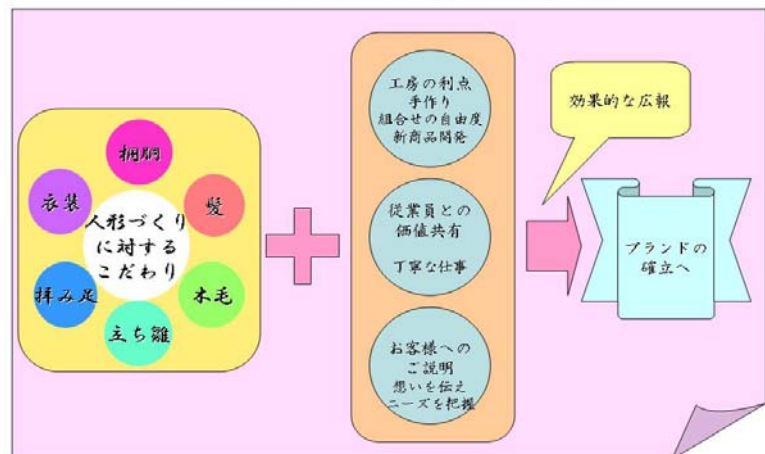 桐胴
衣装
髪
人形づくり
に対する
こだわり
揉み足
木毛
立ち雛
工房の利点
手作り
組合せの自由度
新商品開発
従業員との
価値共有
丁寧な仕事
お客様への
ご説明
想いを伝え
ニーズを把握
効果的な広報
ブランドの
確立へ